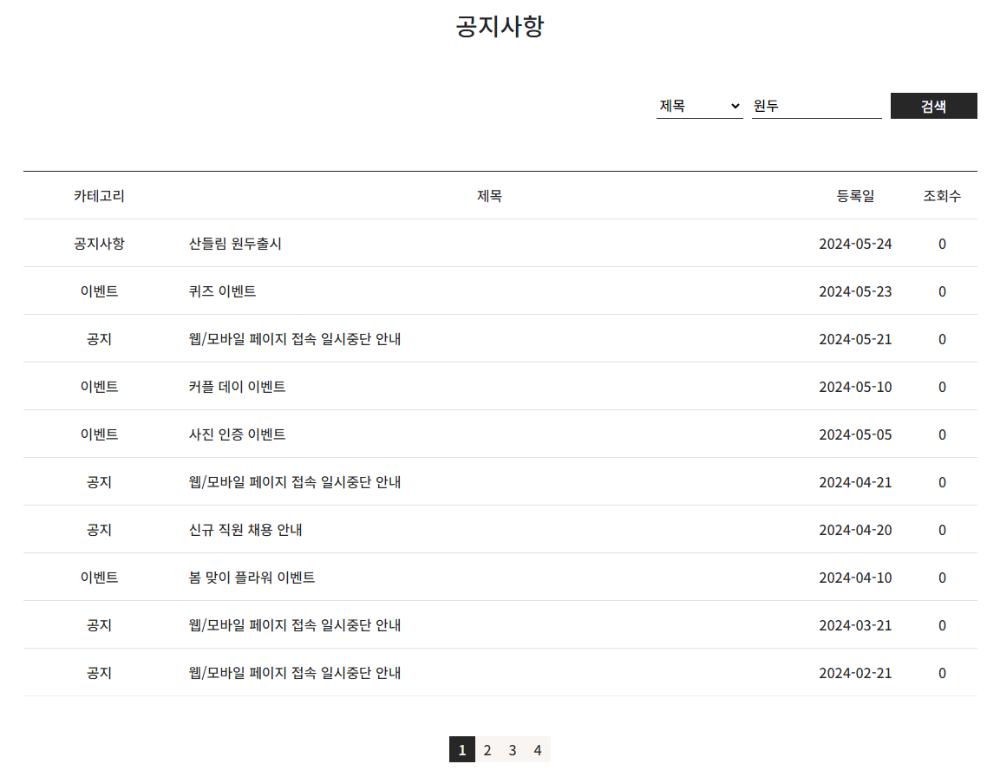 공지사항
제목 원두 검색
카테고리 제목 등록일 조회수
공지사항 산들림 원두출시 2024-05-24 0
이벤트 퀴즈 이벤트 2024-05-23 0
공지 웹/모바일 페이지 접속 일시중단 안내 2024-05-21 0
이벤트 커플 데이 이벤트 2024-05-10 0
이벤트 사진 인증 이벤트 2024-05-05 0
공지 웹/모바일 페이지 접속 일시중단 안내 2024-04-21 0
공지 신규 직원 채용 안내 2024-04-20 0
이벤트 봄 맞이 플라워 이벤트 2024-04-10 0
공지 웹/모바일 페이지 접속 일시중단 안내 2024-03-21 0
공지 웹/모바일 페이지 접속 일시중단 안내 2024-02-21 0
1 2 3 4